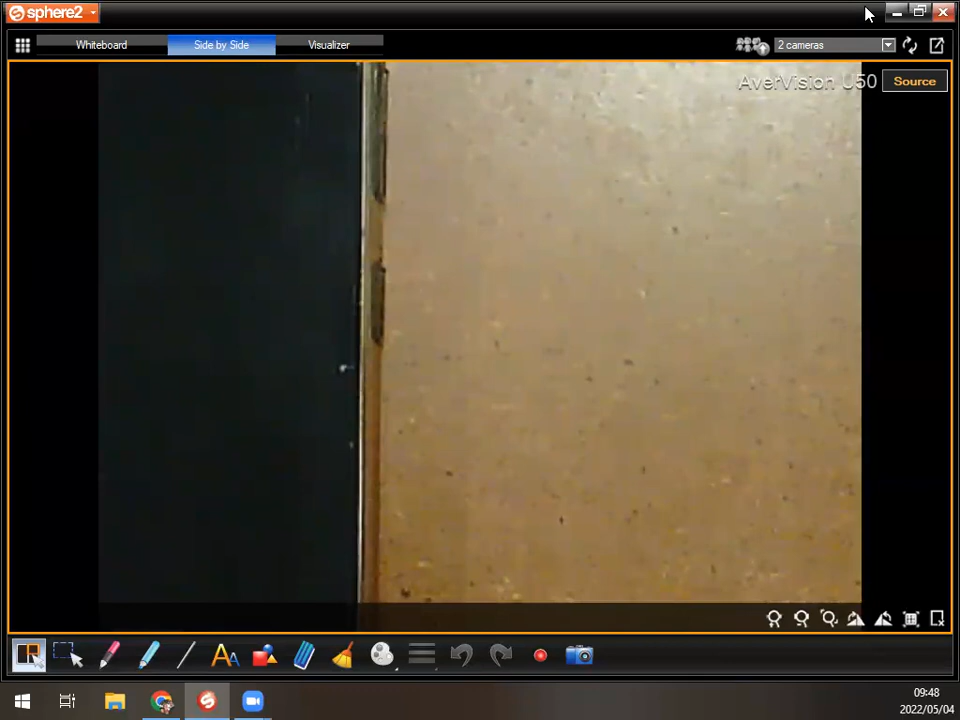 sphere2
Whiteboard
Side by Side
Visualizer
2 cameras
AverVision U50
Source
09:48
2022/05/04